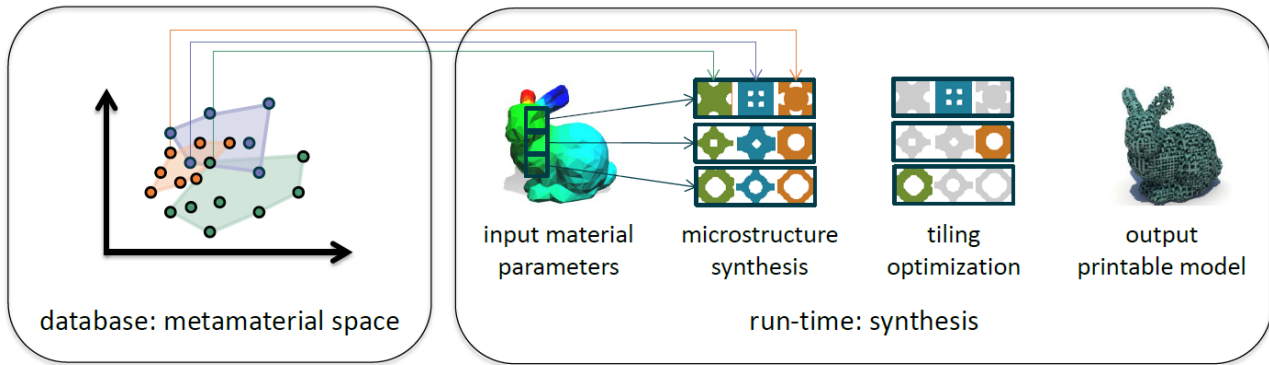 input material
parameters
microstructure
synthesis
tiling
optimization
output
printable model
database: metamaterial space
run-time: synthesis